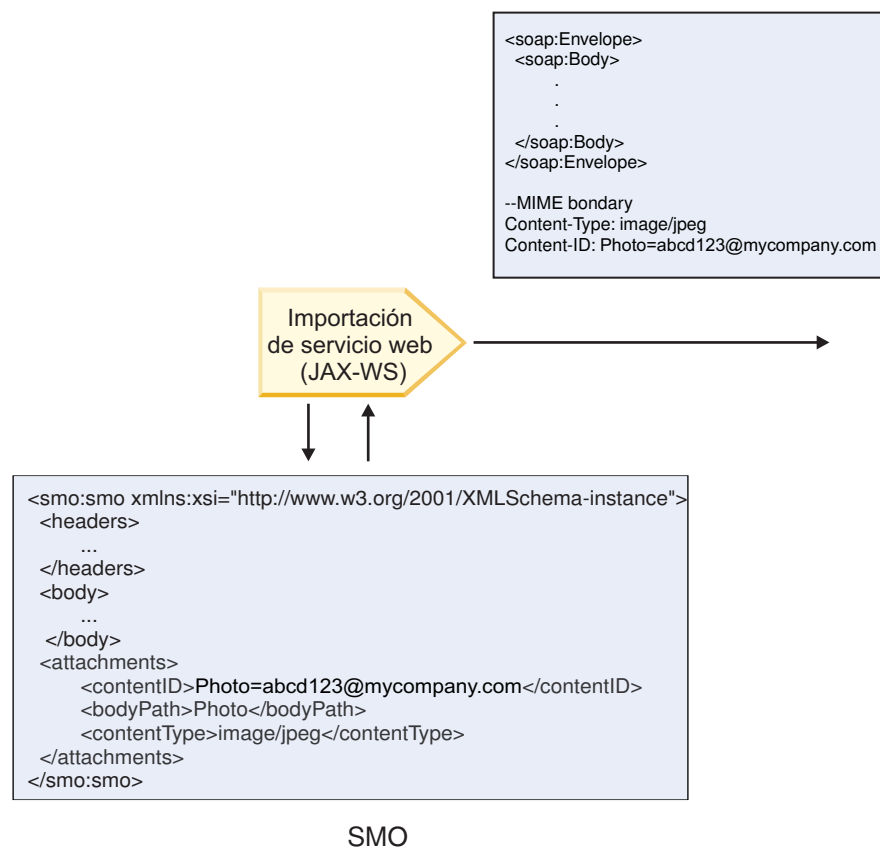 <soap:Envelope>
<soap:Body>
.
.
.
</soap:Body>
</soap:Envelope>
--MIME bondary
Content-Type: image/jpeg
Content-ID: Photo=abcd123@mycompany.com
Importación
de servicio web
(JAX-WS)
<smo:smo xmlns:xsi="http://www.w3.org/2001/XMLSchema-instance">
<headers>
...
</headers>
<body>
...
</body>
<attachments>
<contentID>Photo=abcd123@mycompany.com</contentID>
<bodyPath>Photo</bodyPath>
<contentType>image/jpeg</contentType>
</attachments>
</smo:smo>
SMO